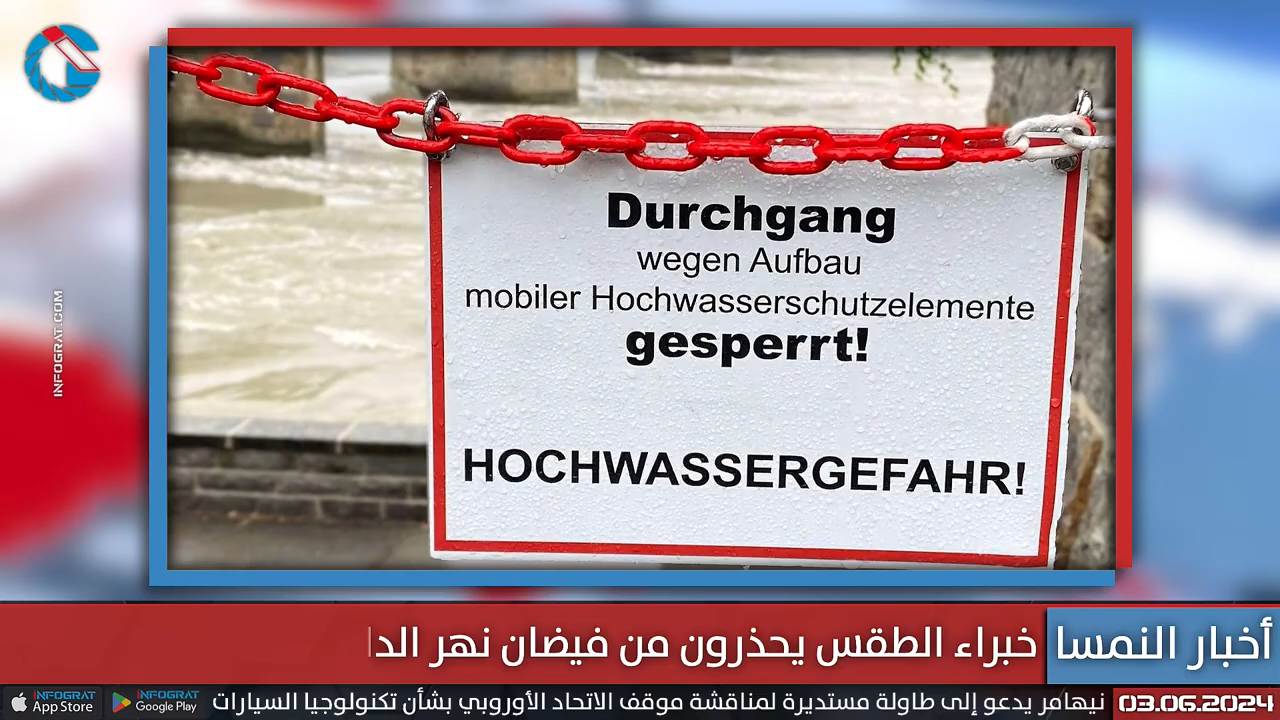 Durchgang
wegen Aufbau
mobiler Hochwasserschutzelemente
gesperrt!
HOCHWASSERGEFAHR!
INFOGRAT.COM
أخبار النمسا
خبراء الطقس يحذرون من فيضان نهر الدا
03.06.2024
نيهامر يدعو إلى طاولة مستديرة لمناقشة موقف الاتحاد الأوروبي بشأن تكنولوجيا السيارات
INFOGRAT
App Store
INFOGRAT
Google Play